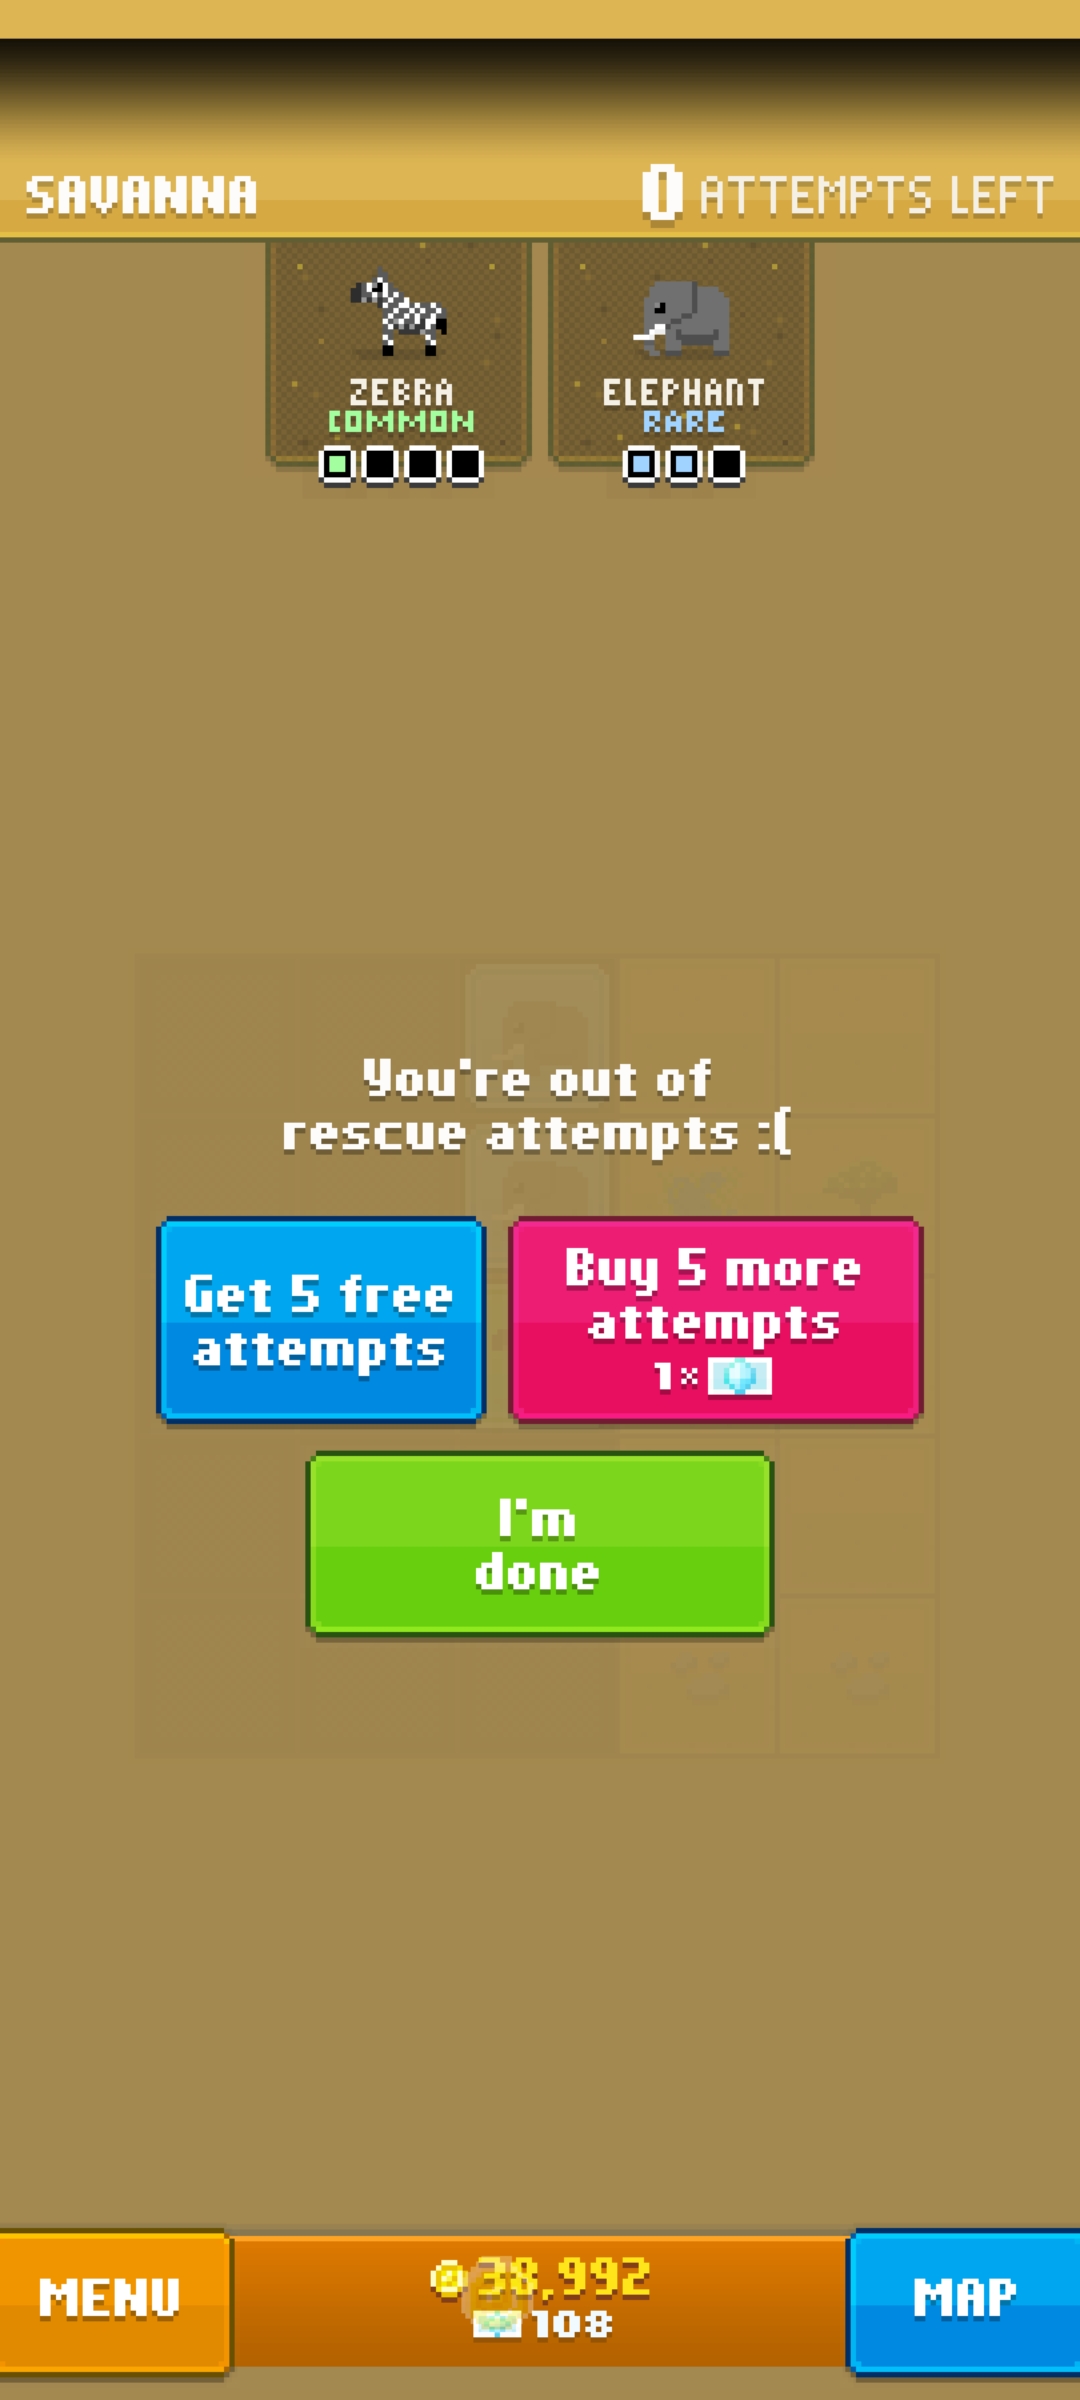 SAVANNA
0 ATTEMPTS LEFT
ZEBRA
COMMON
ELEPHANT
RARE
You're out of
rescue attempts :(
Get 5 free
attempts
Buy 5 more
attempts
1×
I'm
done
MENU
38,992
108
MAP